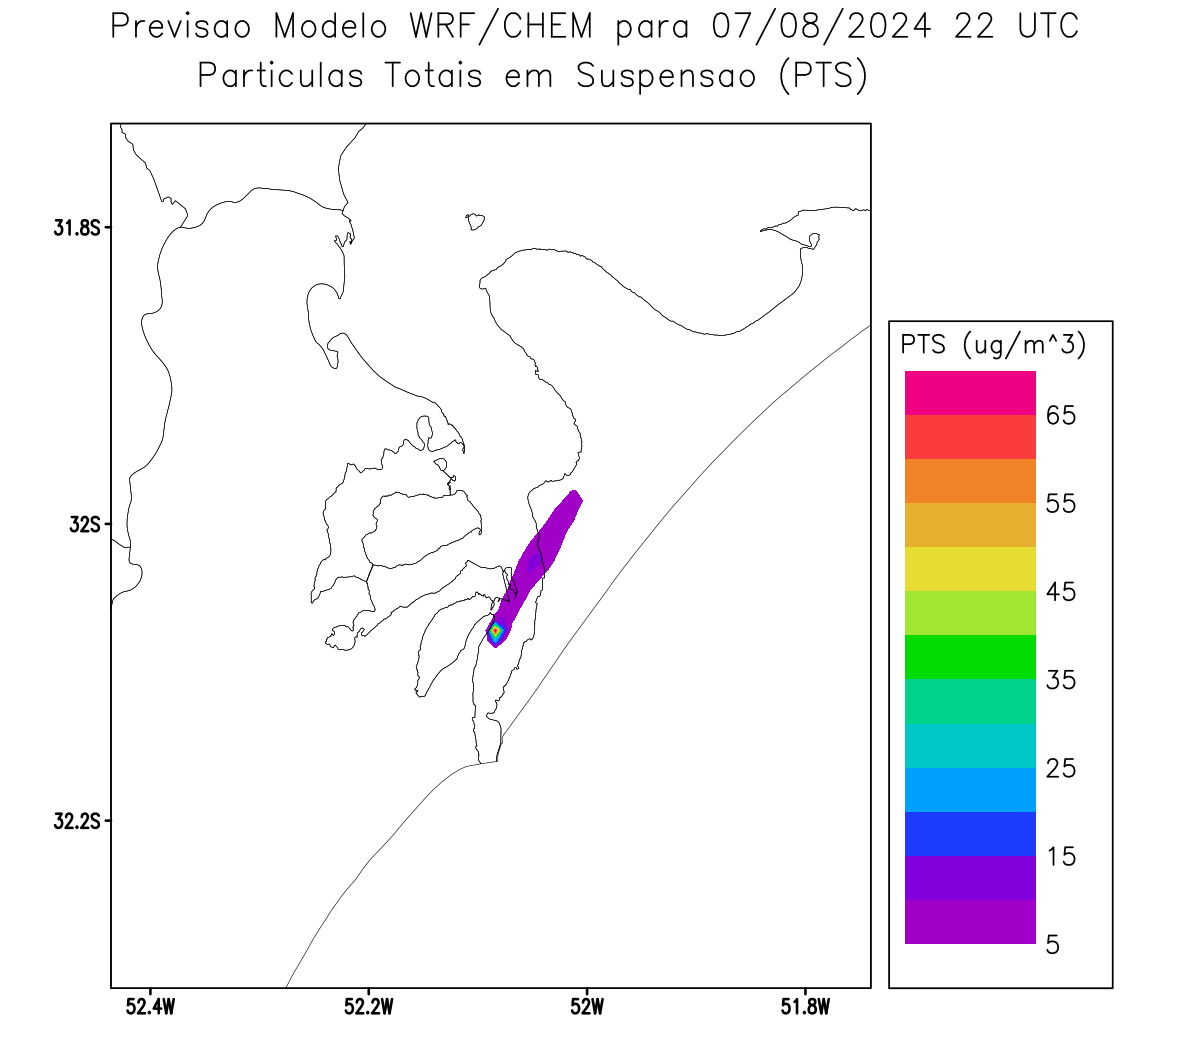 Previsao Modelo WRF/CHEM para 07/08/2024 22 UTC
Particulas Totais em Suspensao (PTS)
31.8S
32S
32.2S
52.4W
52.2W
52W
51.8W
PTS (ug/m^3)
65
55
45
35
25
15
5